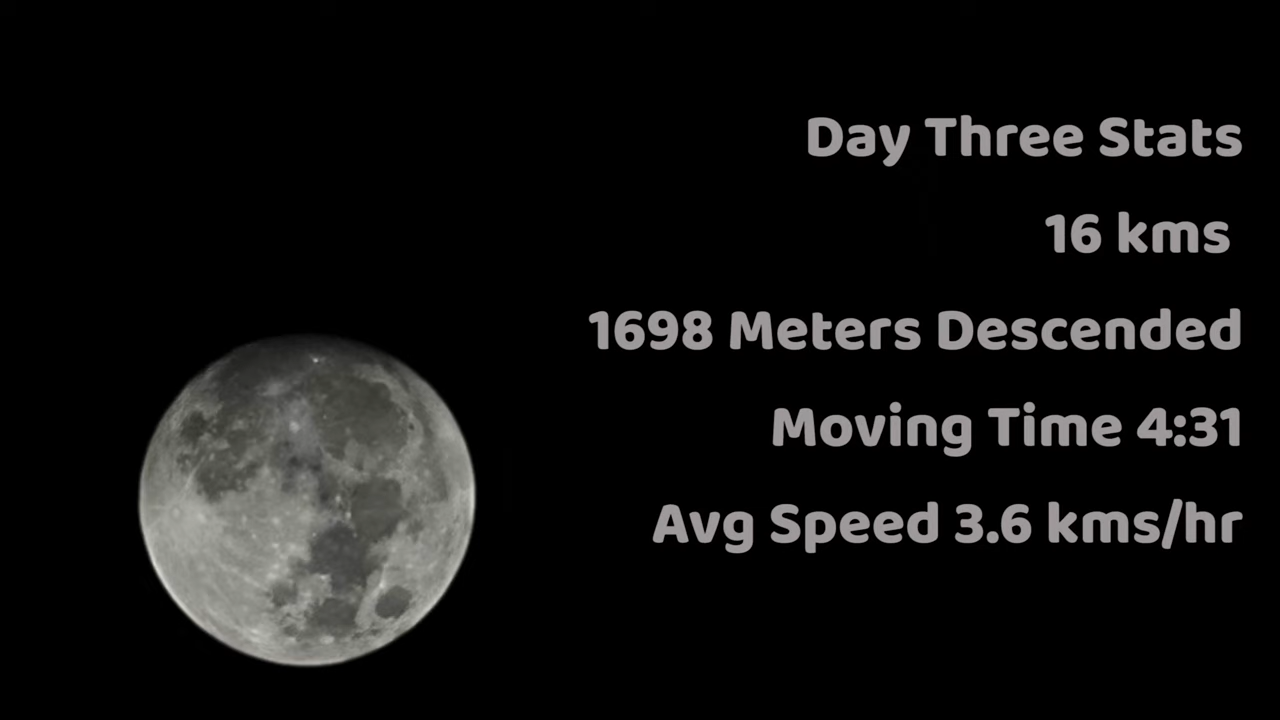 Day Three Stats
16 kms
1698 Meters Descended
Moving Time 4:31
Avg Speed 3.6 kms/hr